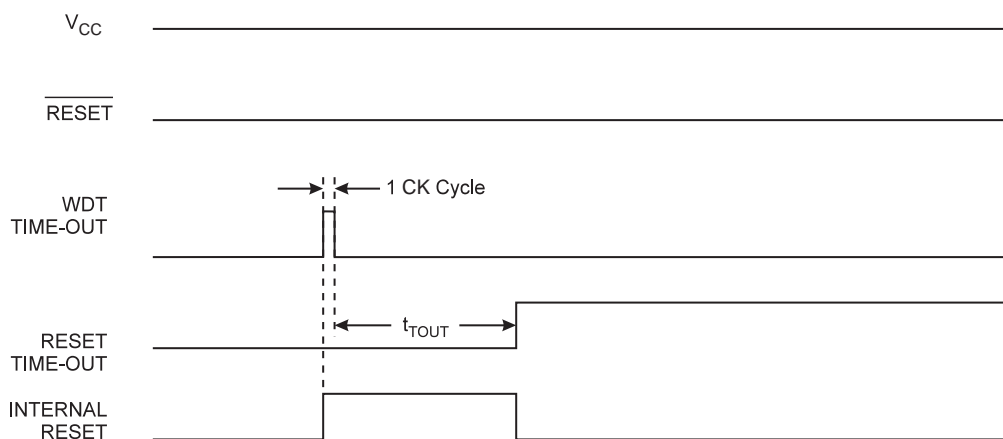 VCC
RESET
1 CK Cycle
WDT
TIME-OUT
tTOUT
RESET
TIME-OUT
INTERNAL
RESET